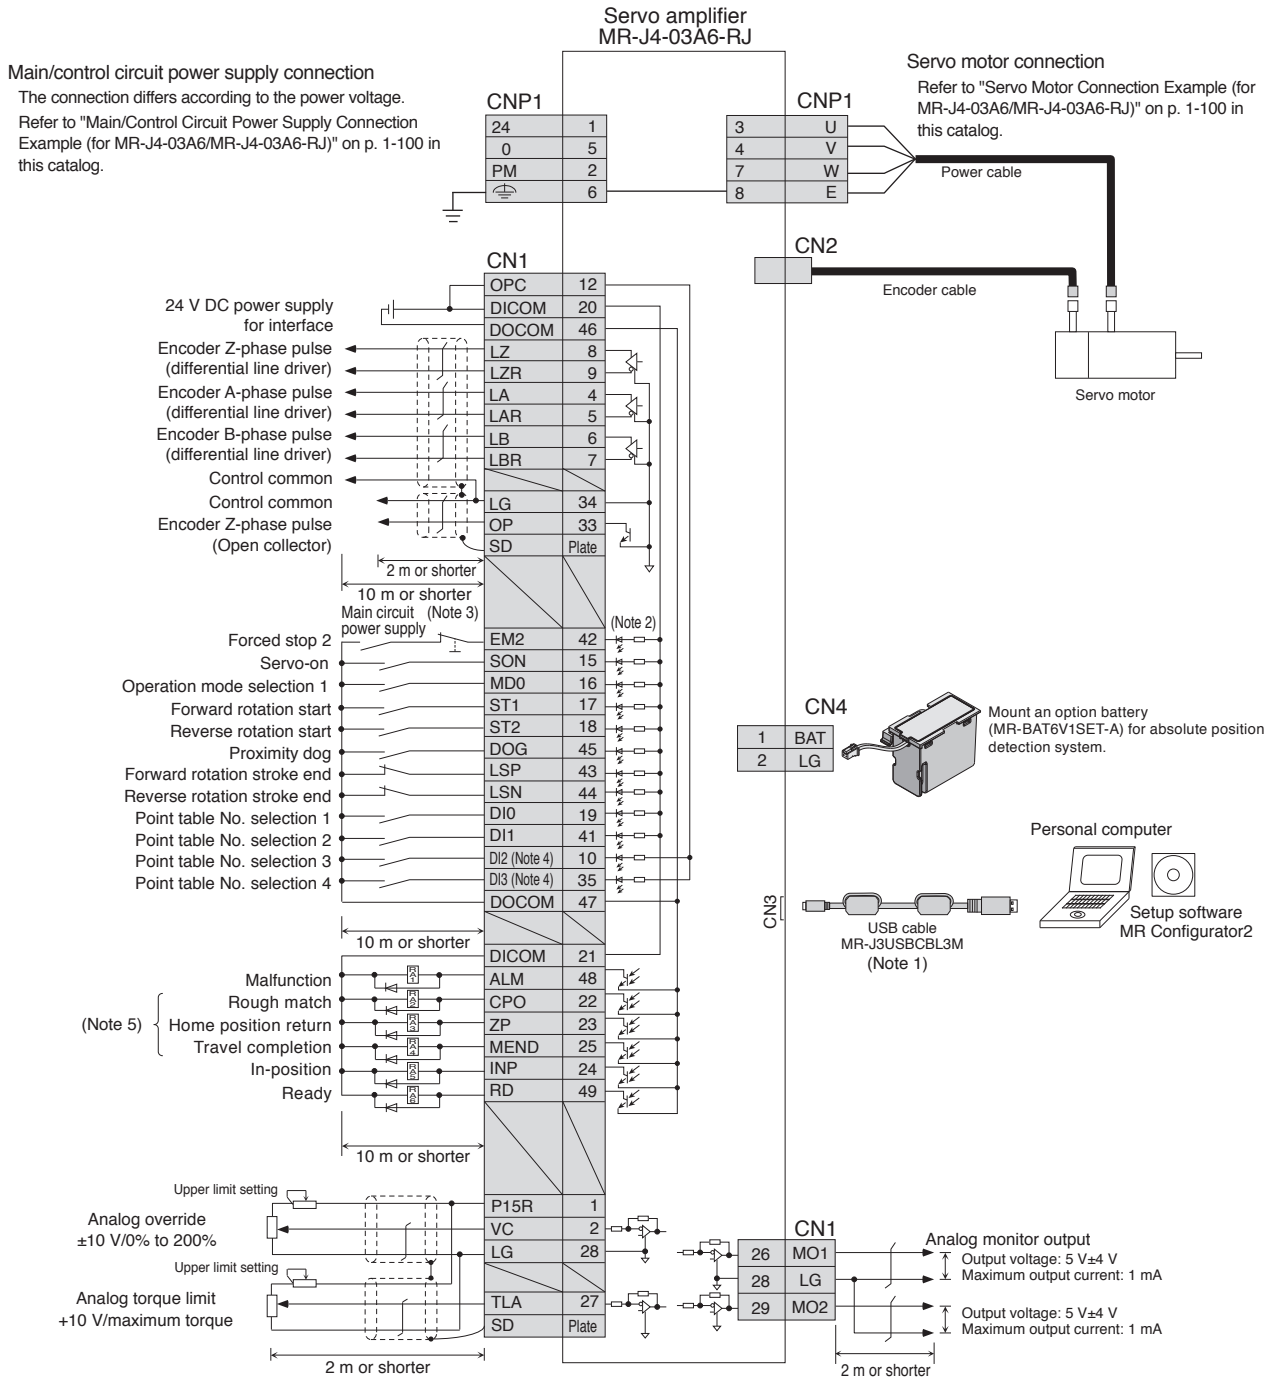 Servo amplifier
MR-J4-03A6-RJ
Main/control circuit power supply connection
The connection differs according to the power voltage.
Refer to "Main/Control Circuit Power Supply Connection
Example (for MR-J4-03A6/MR-J4-03A6-RJ)" on p. 1-100 in
this catalog.
Servo motor connection
Refer to "Servo Motor Connection Example (for
MR-J4-03A6/MR-J4-03A6-RJ)" on p. 1-100 in
this catalog.
CNP1
24 1
0 5
PM 2
6
CNP1
3 U
4 V
7 W
8 E
Power cable
CN2
Encoder cable
Servo motor
CN1
OPC 12
DICOM 20
DOCOM 46
LZ 8
LZR 9
LA 4
LAR 5
LB 6
LBR 7
LG 34
OP 33
SD Plate
24 V DC power supply
for interface
Encoder Z-phase pulse
(differential line driver)
Encoder A-phase pulse
(differential line driver)
Encoder B-phase pulse
(differential line driver)
Control common
Control common
Encoder Z-phase pulse
(Open collector)
2 m or shorter
10 m or shorter
Main circuit
power supply
(Note 3)
(Note 2)
Forced stop 2 EM2 42
Servo-on SON 15
Operation mode selection 1 MD0 16
Forward rotation start ST1 17
Reverse rotation start ST2 18
Proximity dog DOG 45
Forward rotation stroke end LSP 43
Reverse rotation stroke end LSN 44
Point table No. selection 1 DI0 19
Point table No. selection 2 DI1 41
Point table No. selection 3 DI2 (Note 4) 10
Point table No. selection 4 DI3 (Note 4) 35
DOCOM 47
10 m or shorter
DICOM 21
Malfunction RA1 ALM 48
Rough match RA2 CPO 22
(Note 5) Home position return RA3 ZP 23
Travel completion RA4 MEND 25
In-position RA5 INP 24
Ready RA6 RD 49
10 m or shorter
CN4
1 BAT
2 LG
Mount an option battery
(MR-BAT6V1SET-A) for absolute position
detection system.
Personal computer
CN3
USB cable
MR-J3USBCBL3M
(Note 1)
Setup software
MR Configurator2
Upper limit setting
Analog override
±10 V/0% to 200%
Upper limit setting
Analog torque limit
+10 V/maximum torque
P15R 1
VC 2
LG 28
TLA 27
SD Plate
2 m or shorter
CN1
26 MO1
28 LG
29 MO2
Analog monitor output
Output voltage: 5 V±4 V
Maximum output current: 1 mA
Output voltage: 5 V±4 V
Maximum output current: 1 mA
2 m or shorter